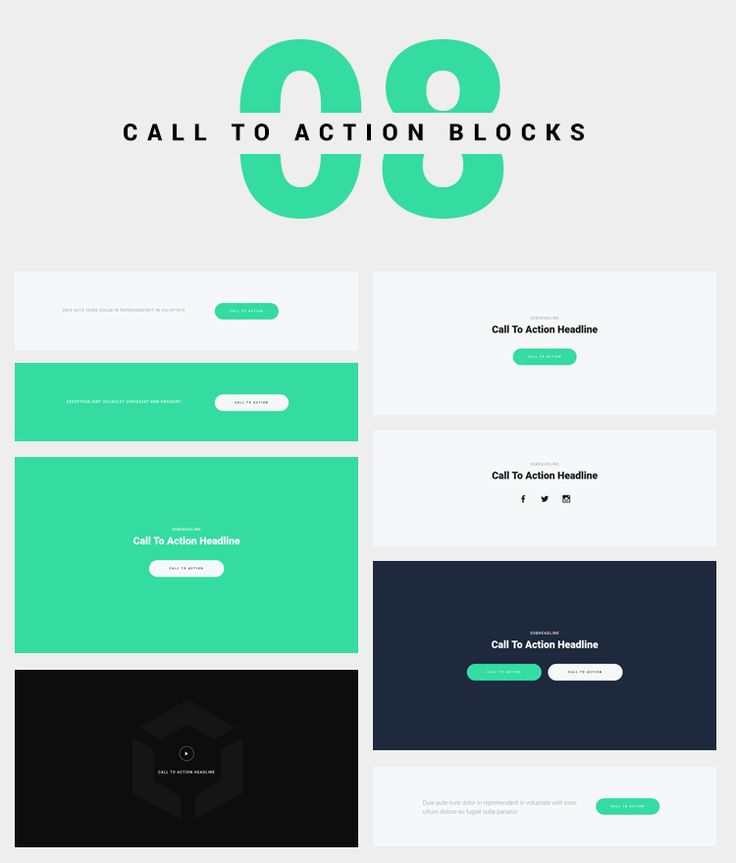 08
CALL TO ACTION BLOCKS
DUIS AUTE IRURE DOLOR IN REPREHENDERIT IN VOLUPTATE
CALL TO ACTION
EXCEPTEUR SINT OCCAECAT CUPIDATAT NON PROIDENT
CALL TO ACTION
SUBHEADLINE
Call To Action Headline
CALL TO ACTION
CALL TO ACTION HEADLINE
SUBHEADLINE
Call To Action Headline
CALL TO ACTION
SUBHEADLINE
Call To Action Headline
SUBHEADLINE
Call To Action Headline
CALL TO ACTION
CALL TO ACTION
Duis aute irure dolor in reprehenderit in voluptate velit esse
cillum dolore eu fugiat nulla pariatur.
CALL TO ACTION